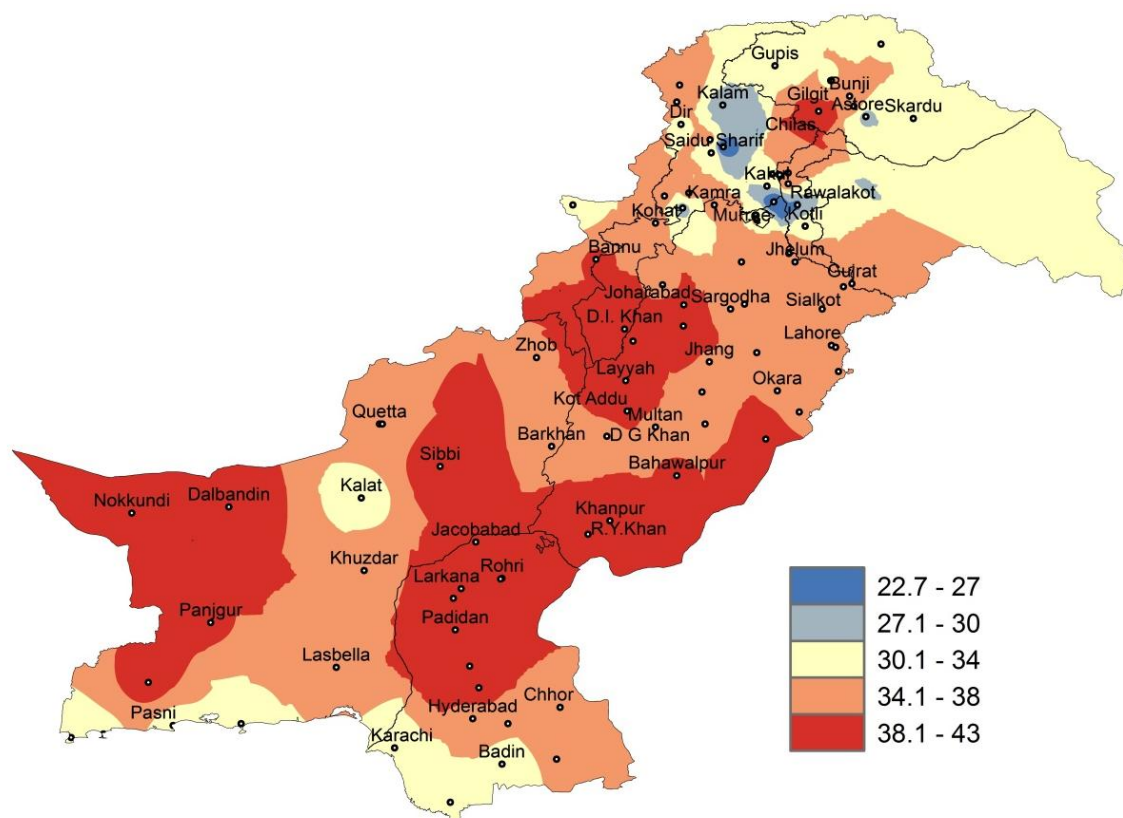 Gupis
Bunji
Kalam
Gilgit
Astore
Skardu
Dir
Chilas
Saidu Sharif
Kakul
Kamra
Rawalakot
Kohat
Murree
Kotli
Bannu
Jhelum
Gujrat
Joharabad
Sargodha
Sialkot
D.I. Khan
Lahore
Zhob
Jhang
Layyah
Okara
Kot Addu
Quetta
Multan
Barkhan
D G Khan
Sibbi
Bahawalpur
Nokkundi
Dalbandin
Kalat
Khanpur
R.Y.Khan
Jacobabad
Khuzdar
Larkana
Rohri
Panjgur
Padidan
Lasbella
Chhor
Pasni
Hyderabad
Karachi
Badin
22.7 - 27
27.1 - 30
30.1 - 34
34.1 - 38
38.1 - 43